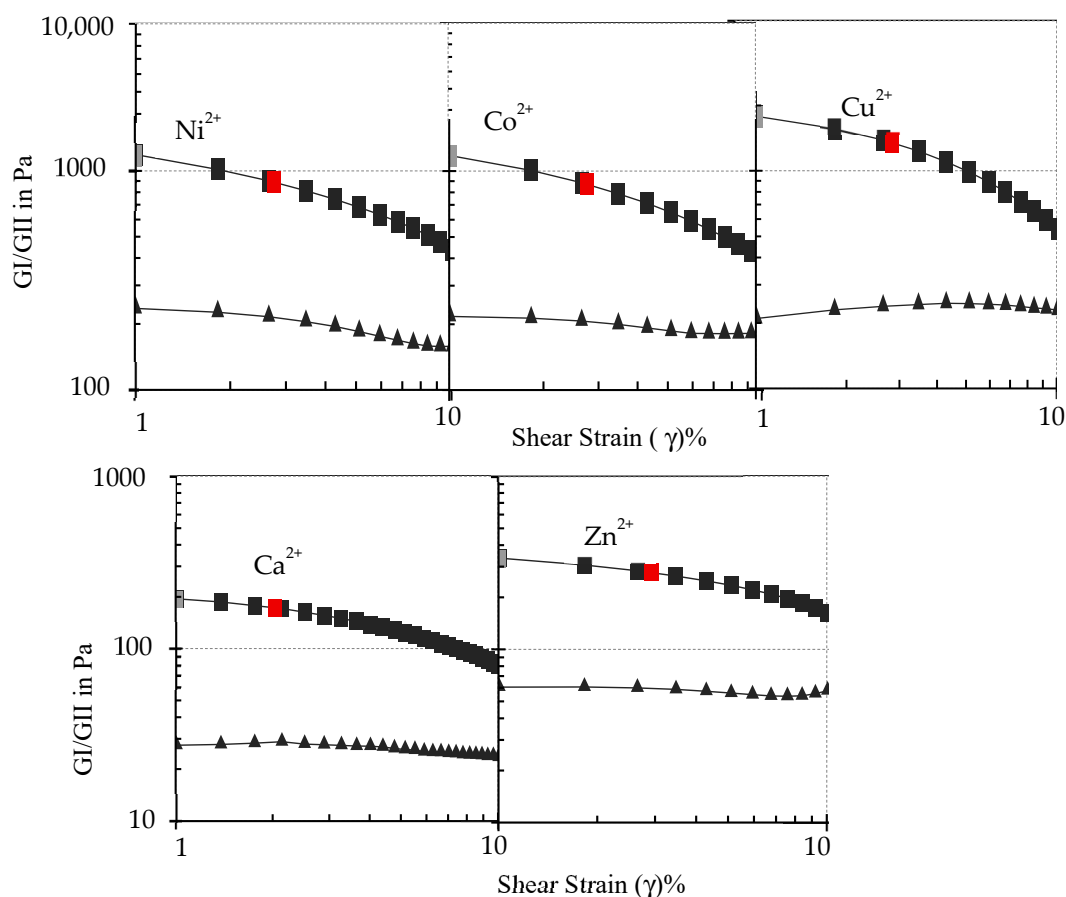 10,000
1000
100
GI/GII in Pa
Ni2+
Co2+
Cu2+
1
10
1
10
Shear Strain ( γ)%
1000
100
10
GI/GII in Pa
Ca2+
Zn2+
1
10
10
Shear Strain (γ)%